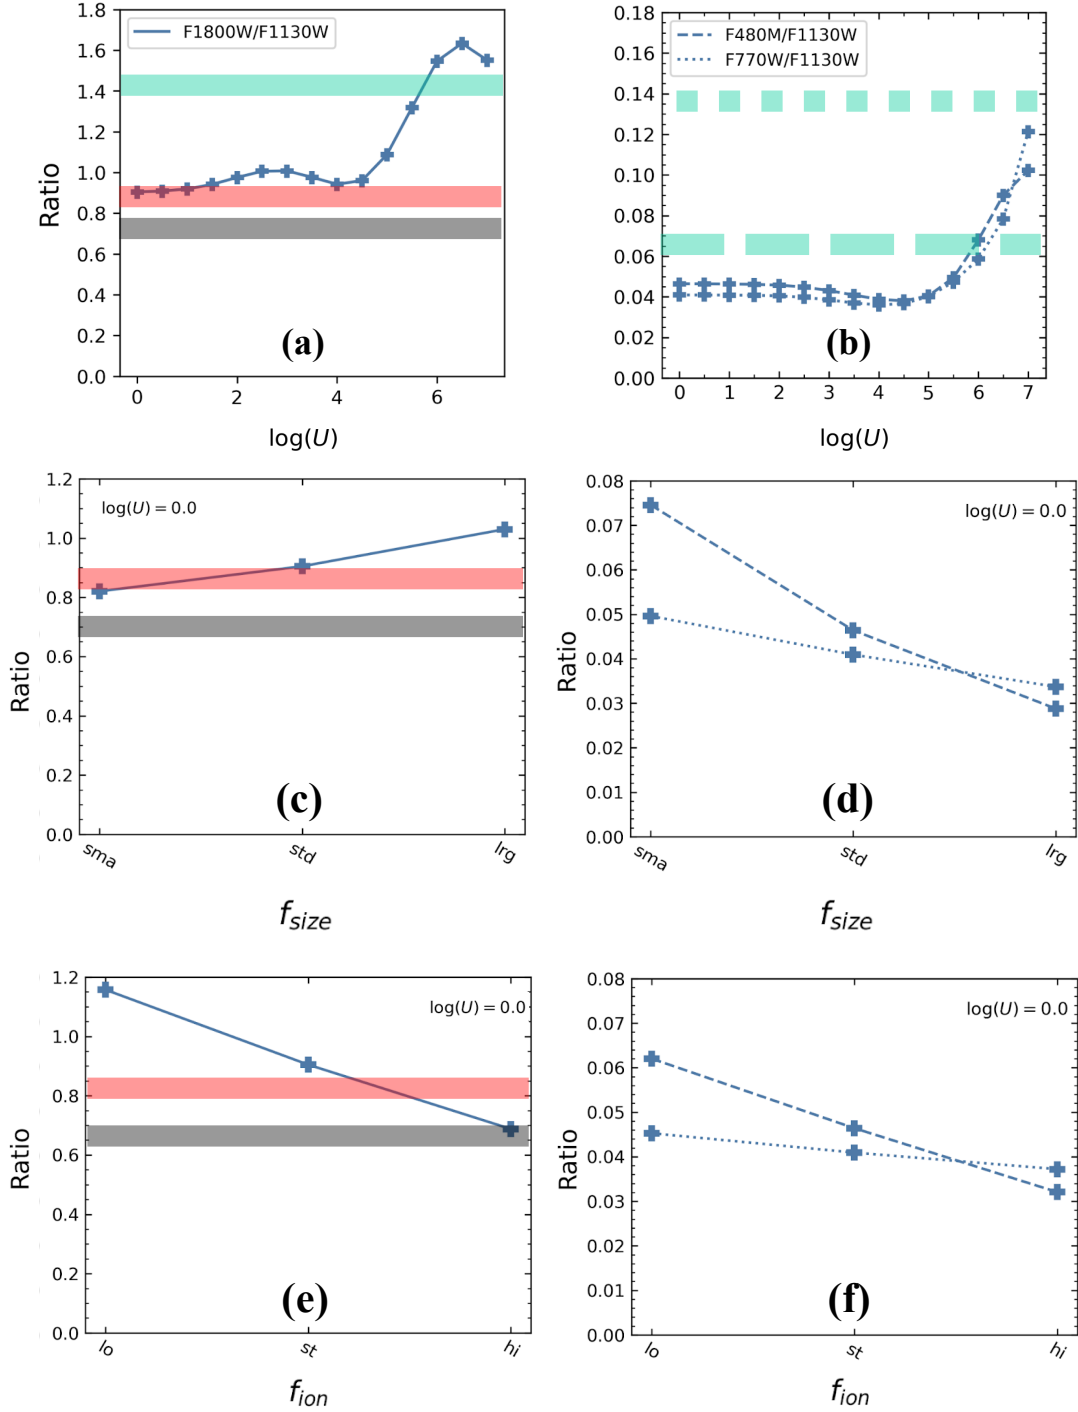 F1800W/F1130W
1.8
1.6
1.4
1.2
1.0
0.8
0.6
0.4
0.2
0.0
Ratio
(a)
0 2 4 6
log(U)
F480M/F1130W
F770W/F1130W
0.18
0.16
0.14
0.12
0.10
0.08
0.06
0.04
0.02
0.00
(b)
0 1 2 3 4 5 6 7
log(U)
1.2
1.0
0.8
0.6
0.4
0.2
0.0
Ratio
log(U) = 0.0
(c)
sma std lrg
fsize
0.08
0.07
0.06
0.05
0.04
0.03
0.02
0.01
0.00
Ratio
log(U) = 0.0
(d)
sma std lrg
fsize
1.2
1.0
0.8
0.6
0.4
0.2
0.0
Ratio
log(U) = 0.0
(e)
lo st hi
fion
0.08
0.07
0.06
0.05
0.04
0.03
0.02
0.01
0.00
Ratio
log(U) = 0.0
(f)
lo st hi
fion